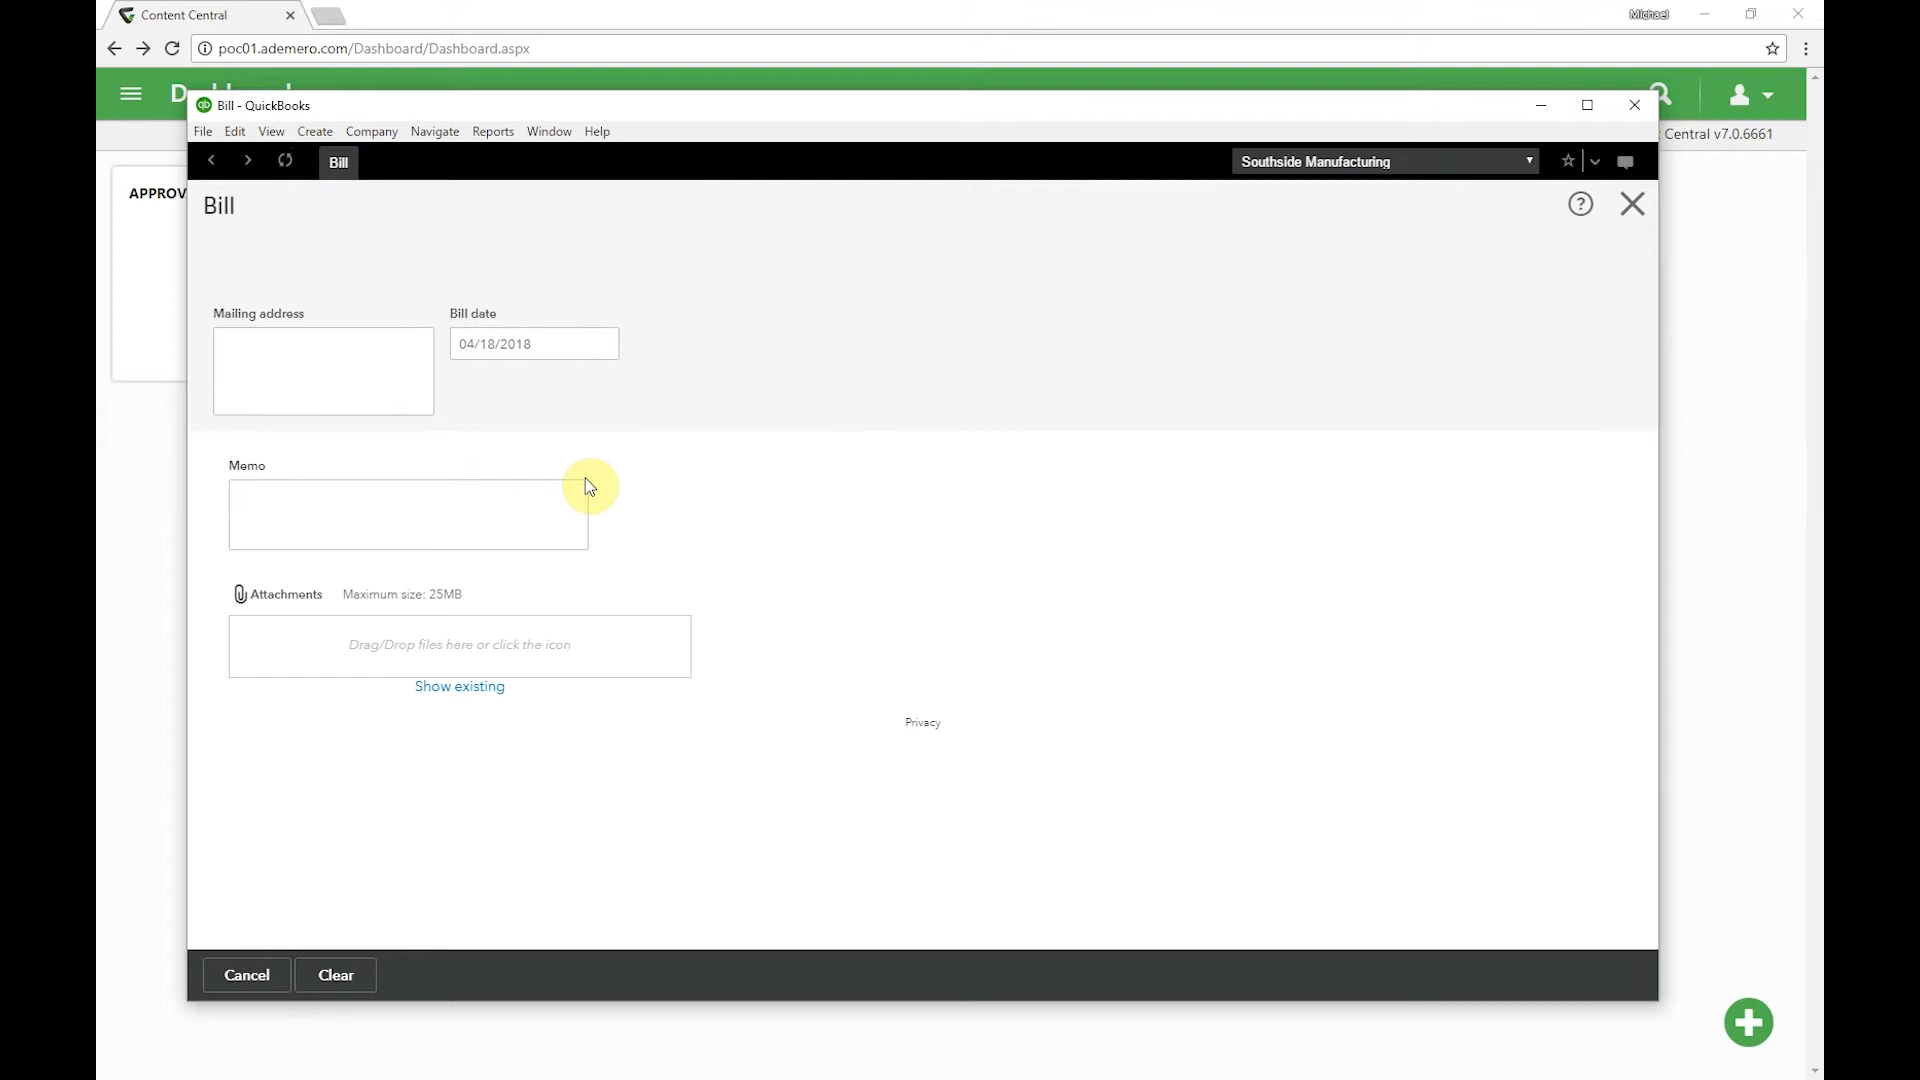 Content Central
Michael
poc01.ademero.com/Dashboard/Dashboard.aspx
qb Bill - QuickBooks
File Edit View Create Company Navigate Reports Window Help
Central v7.0.6661
Bill
Southside Manufacturing
APPROV
Bill
Mailing address
Bill date
04/18/2018
Memo
Attachments Maximum size: 25MB
Drag/Drop files here or click the icon
Show existing
Privacy
Cancel Clear